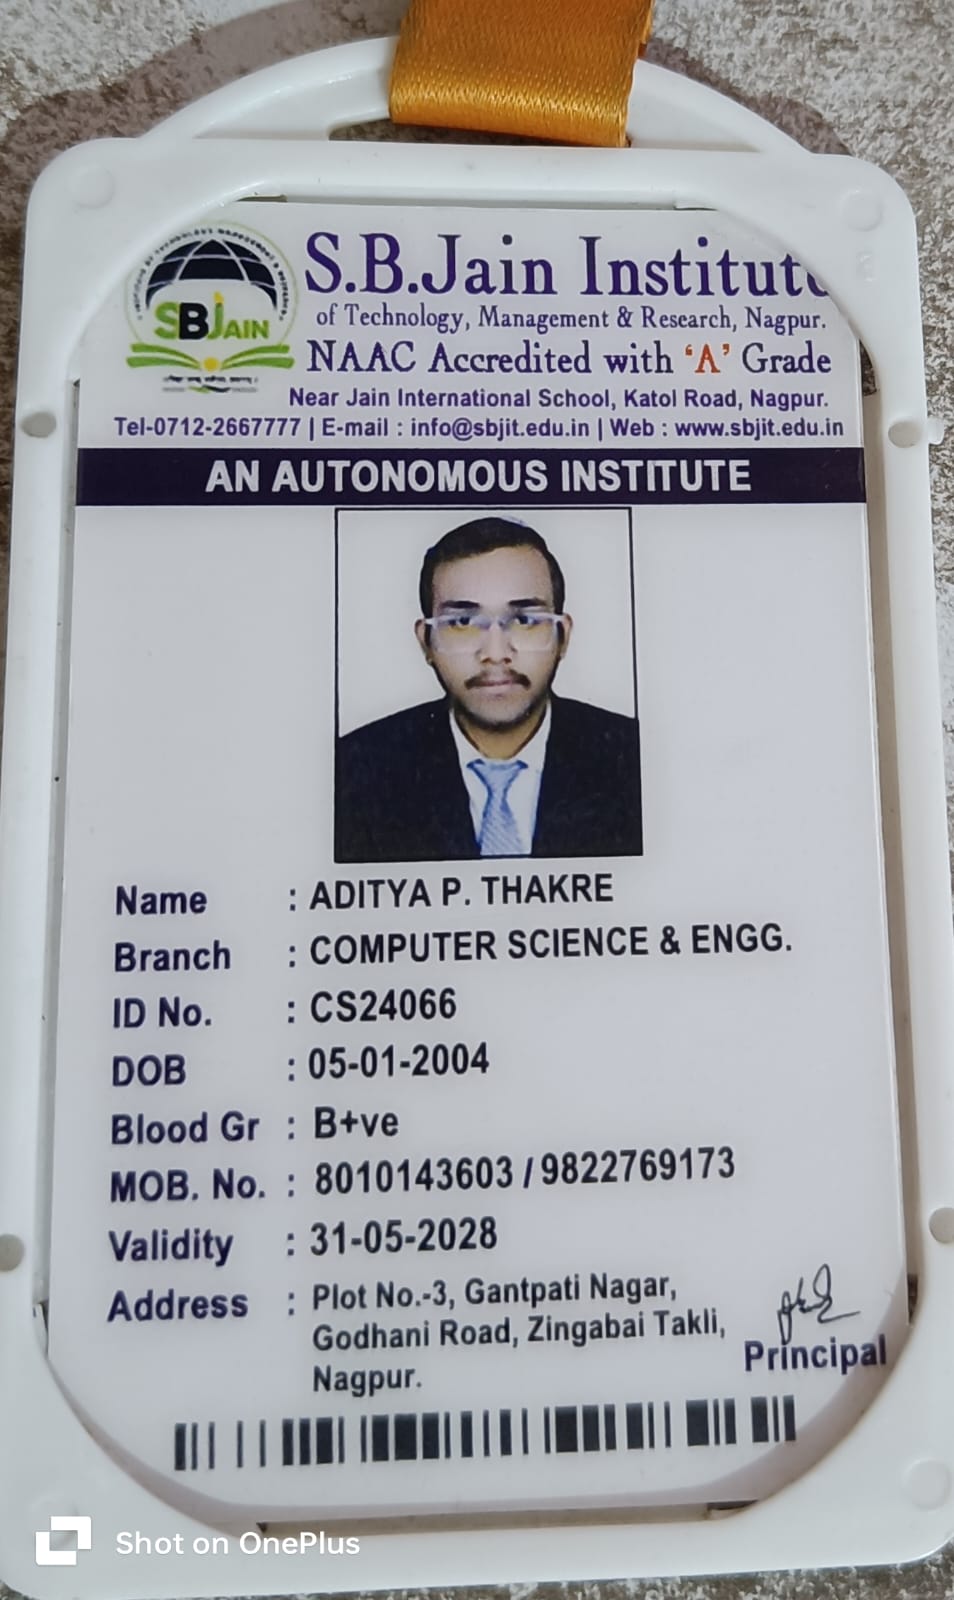 SBJAIN
S.B.Jain Institute
of Technology, Management & Research, Nagpur.
NAAC Accredited with ‘A’ Grade
Near Jain International School, Katol Road, Nagpur.
Tel-0712-2667777 | E-mail : info@sbjit.edu.in | Web : www.sbjit.edu.in
AN AUTONOMOUS INSTITUTE
Name : ADITYA P. THAKRE
Branch : COMPUTER SCIENCE & ENGG.
ID No. : CS24066
DOB : 05-01-2004
Blood Gr : B+ve
MOB. No. : 8010143603 / 9822769173
Validity : 31-05-2028
Address : Plot No.-3, Gantpati Nagar,
Godhani Road, Zingabai Takli,
Nagpur.
Principal
Shot on OnePlus